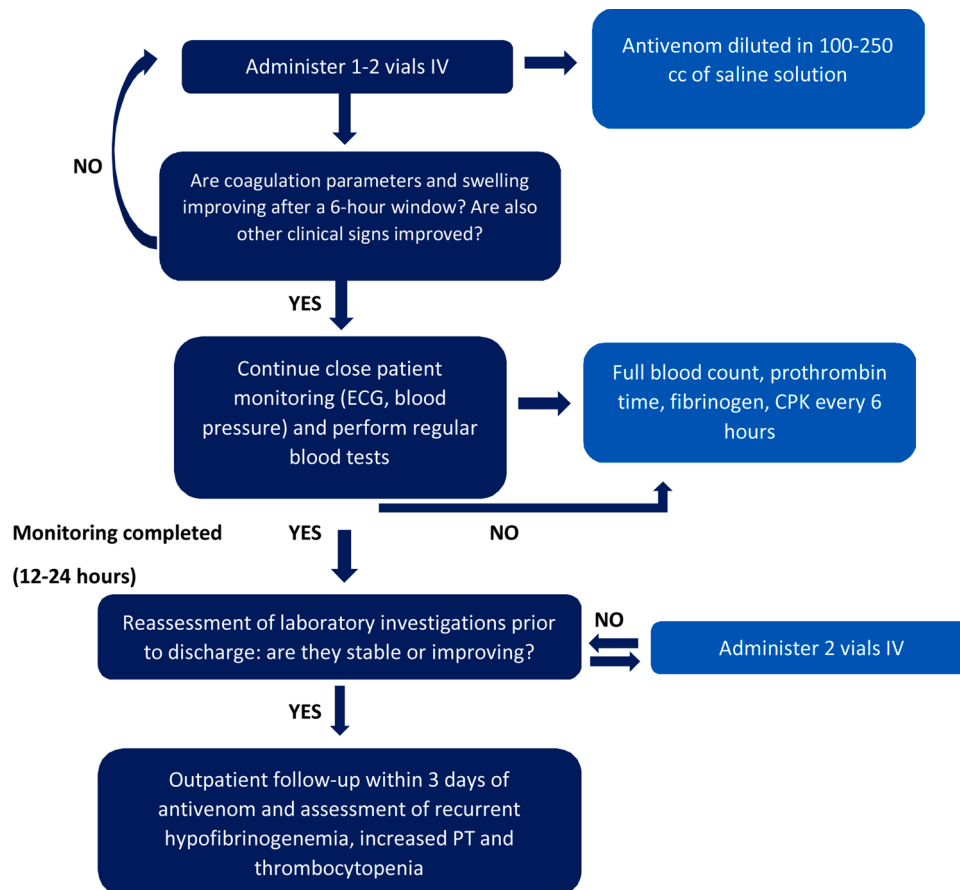 Administer 1-2 vials IV
Antivenom diluted in 100-250
cc of saline solution
NO
Are coagulation parameters and swelling
improving after a 6-hour window? Are also
other clinical signs improved?
YES
Continue close patient
monitoring (ECG, blood
pressure) and perform regular
blood tests
Full blood count, prothrombin
time, fibrinogen, CPK every 6
hours
Monitoring completed
(12-24 hours)
YES
NO
Reassessment of laboratory investigations prior
to discharge: are they stable or improving?
NO
Administer 2 vials IV
YES
Outpatient follow-up within 3 days of
antivenom and assessment of recurrent
hypofibrinogenemia, increased PT and
thrombocytopenia